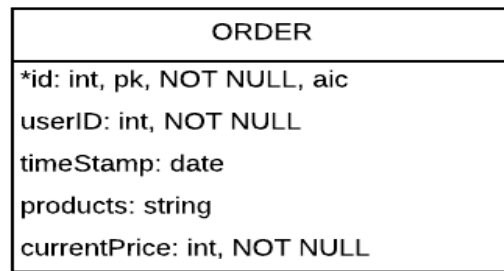 ORDER
*id: int, pk, NOT NULL, aic
userID: int, NOT NULL
timeStamp: date
products: string
currentPrice: int, NOT NULL